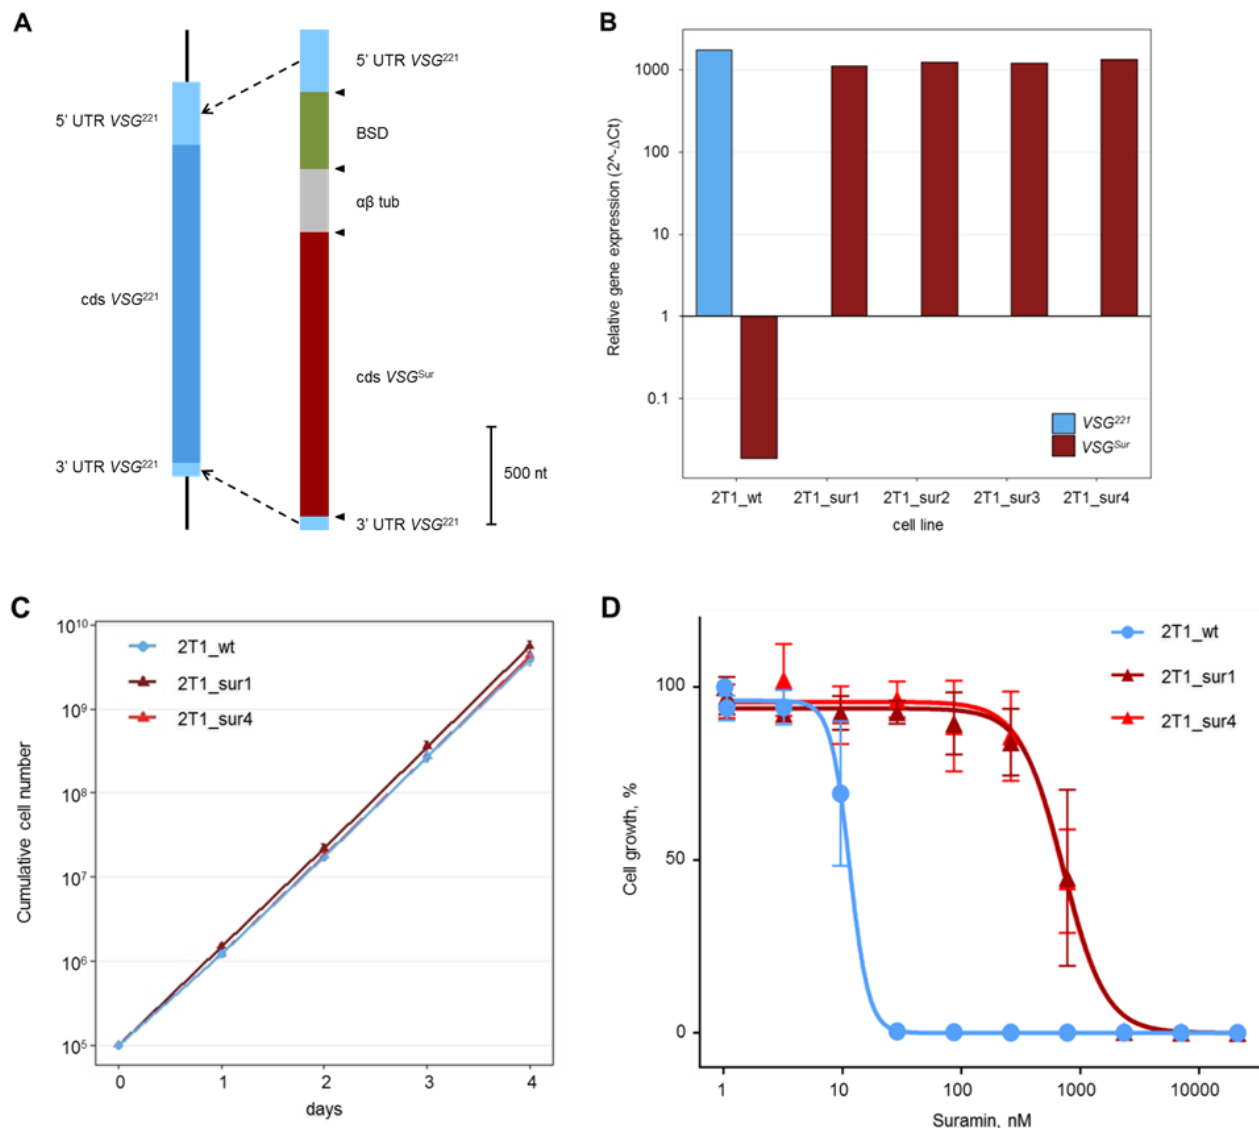 A
5' UTR VSG²²¹
5' UTR VSG²²¹
BSD
αβ tub
cds VSG²²¹
cds VSGˢᵘʳ
3' UTR VSG²²¹
500 nt
3' UTR VSG²²¹
B
Relative gene expression (2^-ΔCt)
1000
100
10
1
0.1
VSG²²¹
VSGˢᵘʳ
2T1_wt 2T1_sur1 2T1_sur2 2T1_sur3 2T1_sur4
cell line
C
Cumulative cell number
10¹⁰
10⁹
10⁸
10⁷
10⁶
10⁵
2T1_wt
2T1_sur1
2T1_sur4
0 1 2 3 4
days
D
Cell growth, %
100
50
0
2T1_wt
2T1_sur1
2T1_sur4
1 10 100 1000 10000
Suramin, nM